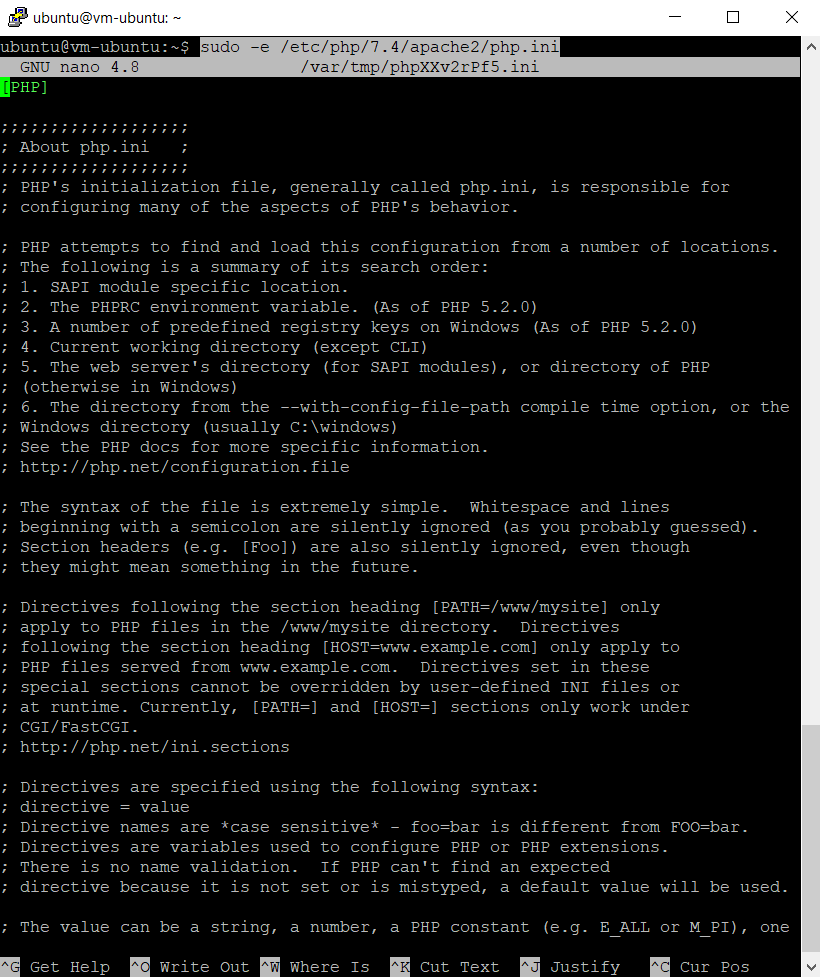 ubuntu@vm-ubuntu: ~
ubuntu@vm-ubuntu:~$ sudo -e /etc/php/7.4/apache2/php.ini
GNU nano 4.8 /var/tmp/phpXXv2rPf5.ini
[PHP]
;;;;;;;;;;;;;;;;;;;
; About php.ini   ;
;;;;;;;;;;;;;;;;;;;
; PHP's initialization file, generally called php.ini, is responsible for
; configuring many of the aspects of PHP's behavior.
; PHP attempts to find and load this configuration from a number of locations.
; The following is a summary of its search order:
; 1. SAPI module specific location.
; 2. The PHPRC environment variable. (As of PHP 5.2.0)
; 3. A number of predefined registry keys on Windows (As of PHP 5.2.0)
; 4. Current working directory (except CLI)
; 5. The web server's directory (for SAPI modules), or directory of PHP
; (otherwise in Windows)
; 6. The directory from the --with-config-file-path compile time option, or the
; Windows directory (usually C:\windows)
; See the PHP docs for more specific information.
; http://php.net/configuration.file
; The syntax of the file is extremely simple.  Whitespace and lines
; beginning with a semicolon are silently ignored (as you probably guessed).
; Section headers (e.g. [Foo]) are also silently ignored, even though
; they might mean something in the future.
; Directives following the section heading [PATH=/www/mysite] only
; apply to PHP files in the /www/mysite directory.  Directives
; following the section heading [HOST=www.example.com] only apply to
; PHP files served from www.example.com.  Directives set in these
; special sections cannot be overridden by user-defined INI files or
; at runtime. Currently, [PATH=] and [HOST=] sections only work under
; CGI/FastCGI.
; http://php.net/ini.sections
; Directives are specified using the following syntax:
; directive = value
; Directive names are *case sensitive* - foo=bar is different from FOO=bar.
; Directives are variables used to configure PHP or PHP extensions.
; There is no name validation.  If PHP can't find an expected
; directive because it is not set or is mistyped, a default value will be used.
; The value can be a string, a number, a PHP constant (e.g. E_ALL or M_PI), one
^G Get Help ^O Write Out ^W Where Is ^K Cut Text ^J Justify ^C Cur Pos